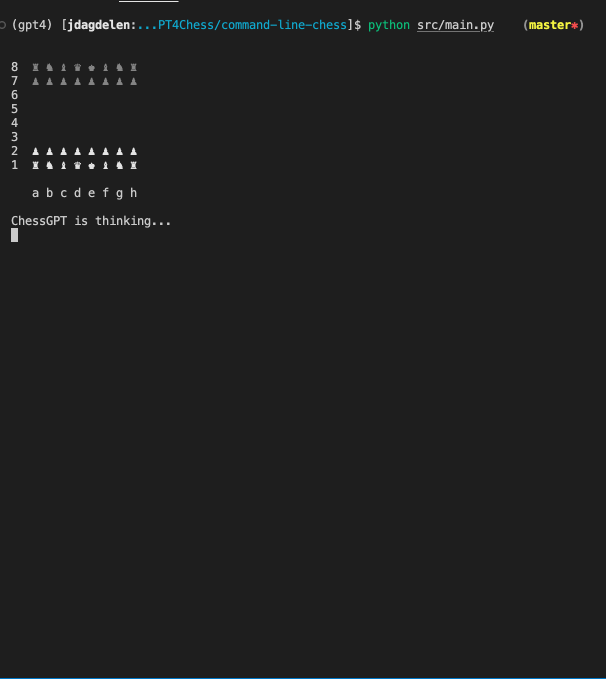 (gpt4) [jdagdelen:...PT4Chess/command-line-chess]$ python src/main.py (master*)
8 ♜ ♞ ♝ ♛ ♚ ♝ ♞ ♜
7 ♟ ♟ ♟ ♟ ♟ ♟ ♟ ♟
6
5
4
3
2 ♟ ♟ ♟ ♟ ♟ ♟ ♟ ♟
1 ♜ ♞ ♝ ♛ ♚ ♝ ♞ ♜
a b c d e f g h
ChessGPT is thinking...